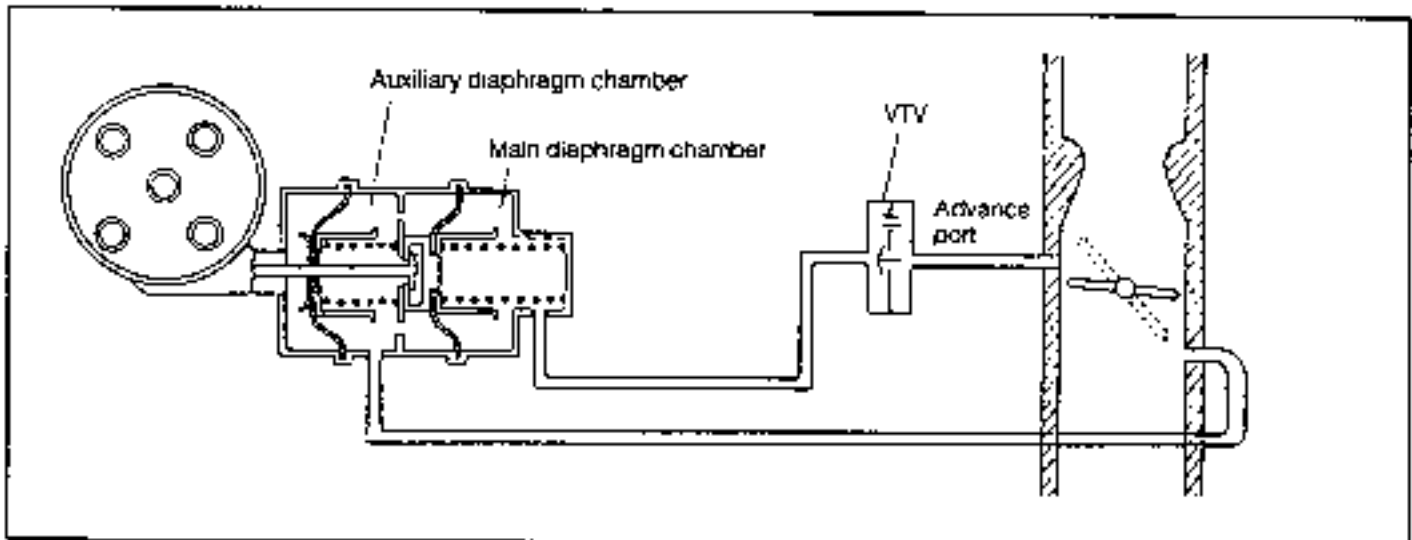 Auxiliary diaphragm chamber
Main diaphragm chamber
VTV
Advance
port